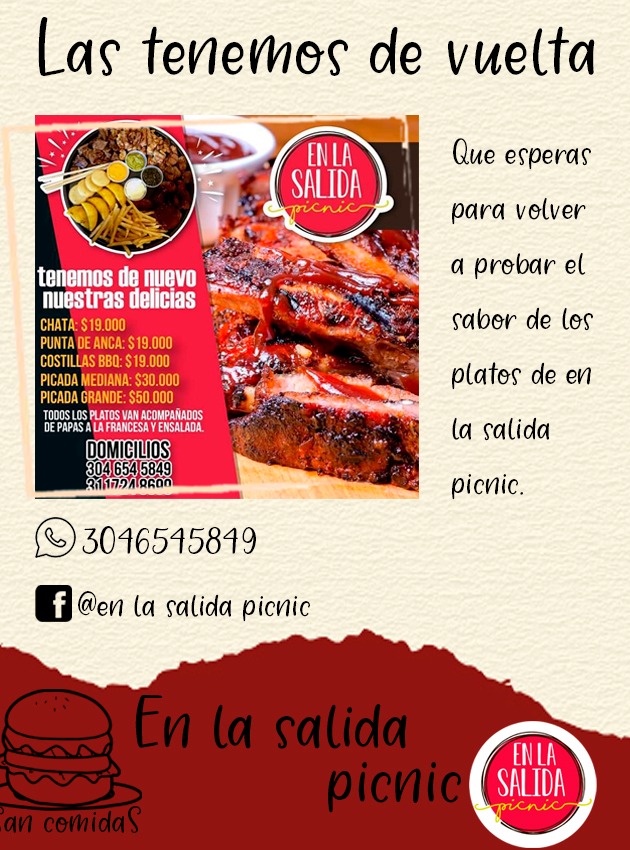 Las tenemos de vuelta
EN LA
SALIDA
picnic
tenemos de nuevo
nuestras delicias
CHATA: $19.000
PUNTA DE ANCA: $19.000
COSTILLAS BBQ: $19.000
PICADA MEDIANA: $30.000
PICADA GRANDE: $50.000
TODOS LOS PLATOS VAN ACOMPAÑADOS
DE PAPAS A LA FRANCESA Y ENSALADA.
DOMICILIOS
304 654 5849
311 724 8690
Que esperas
para volver
a probar el
sabor de los
platos de en
la salida
picnic.
3046545849
@en la salida picnic
En la salida
picnic
EN LA
SALIDA
picnic
comidas